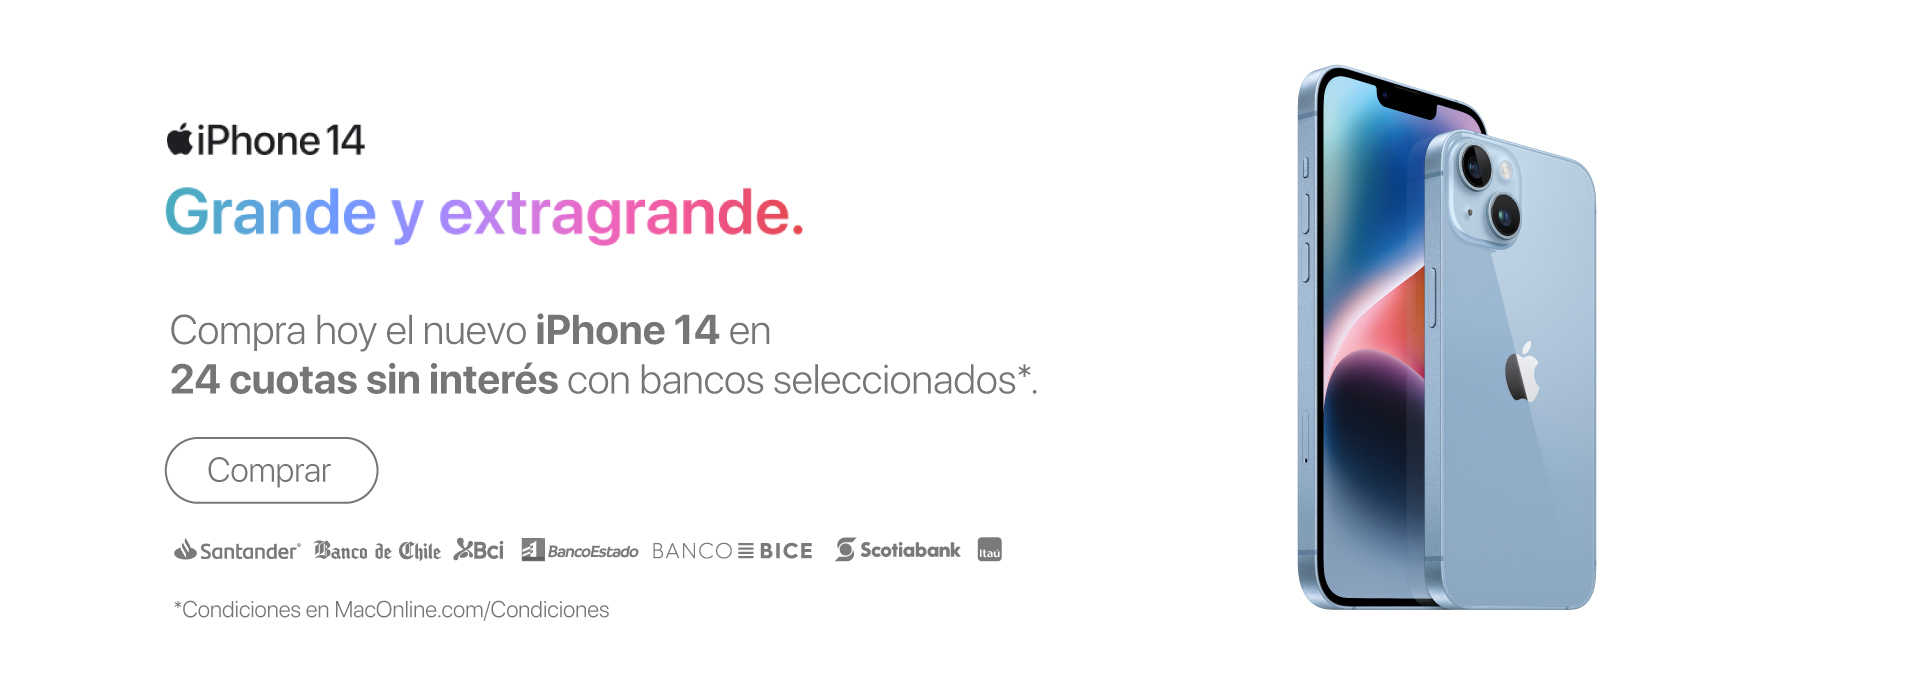 iPhone 14
Grande y extragrande.
Compra hoy el nuevo iPhone 14 en
24 cuotas sin interés con bancos seleccionados*.
Comprar
Santander Banco de Chile Bci BancoEstado BANCO BICE Scotiabank Itaú
*Condiciones en MacOnline.com/Condiciones